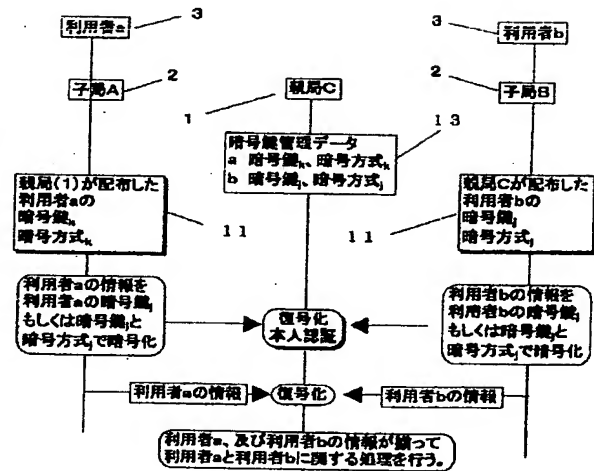 利用者a
3
子局A
2
親局(1)が配布した
利用者aの
暗号鍵k
暗号方式k
11
利用者aの情報を
利用者aの暗号鍵j
もしくは暗号鍵jと
暗号方式jで暗号化
利用者aの情報
1
親局C
13
暗号鍵管理データ
a 暗号鍵k、暗号方式k
b 暗号鍵j、暗号方式j
復号化
本人認証
復号化
利用者a、及び利用者bの情報が揃って
利用者aと利用者bに関する処理を行う。
3
利用者b
2
子局B
親局Cが配布した
利用者bの
暗号鍵j
暗号方式j
11
利用者bの情報を
利用者bの暗号鍵j
もしくは暗号鍵jと
暗号方式jで暗号化
利用者bの情報